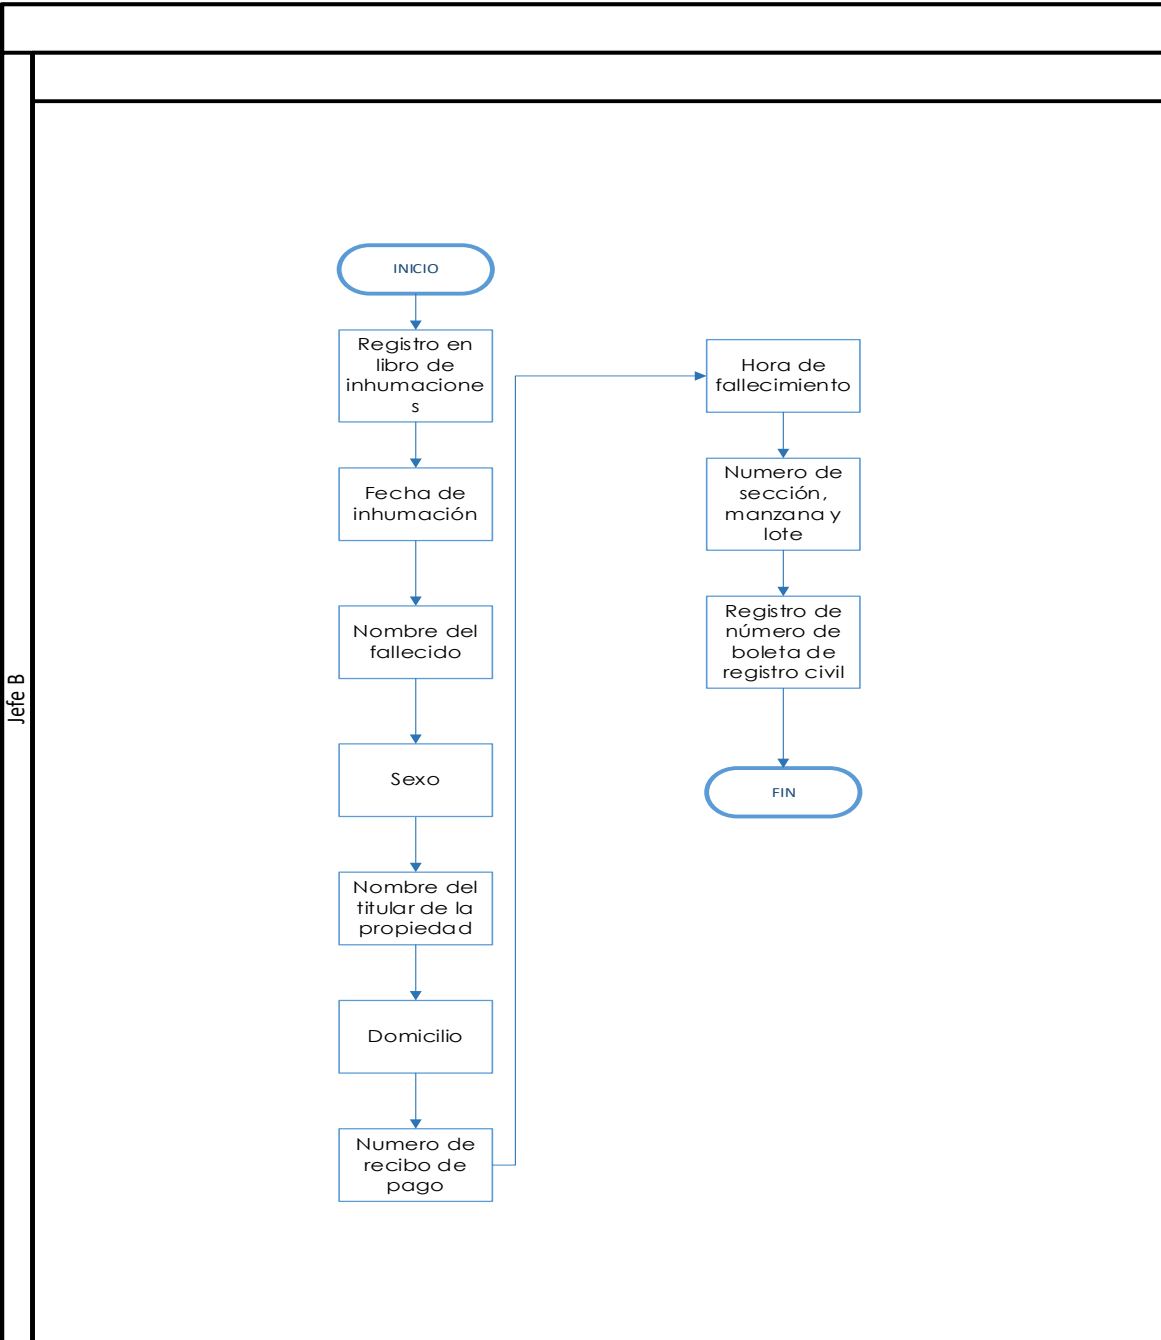 Jefe B
INICIO
Registro en
libro de
inhumacione
s
Fecha de
inhumación
Nombre del
fallecido
Sexo
Nombre del
titular de la
propiedad
Domicilio
Numero de
recibo de
pago
Hora de
fallecimiento
Numero de
sección,
manzana y
lote
Registro de
número de
boleta de
registro civil
FIN